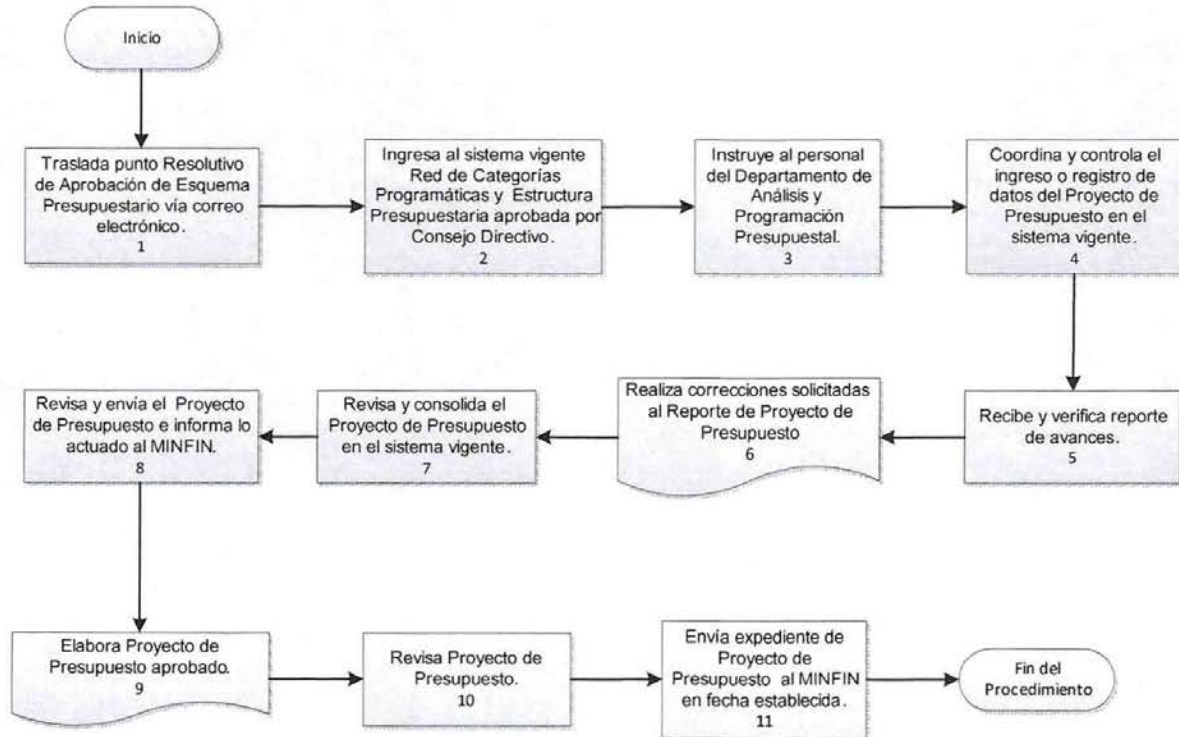 Inicio
Traslada punto Resolutivo
de Aprobación de Esquema
Presupuestario vía correo
electrónico.
1
Ingresa al sistema vigente
Red de Categorías
Programáticas y Estructura
Presupuestaria aprobada por
Consejo Directivo.
2
Instruye al personal
del Departamento de
Análisis y
Programación
Presupuestal.
3
Coordina y controla el
ingreso o registro de
datos del Proyecto de
Presupuesto en el
sistema vigente.
4
Recibe y verifica reporte
de avances.
5
Realiza correcciones solicitadas
al Reporte de Proyecto de
Presupuesto
6
Revisa y consolida el
Proyecto de Presupuesto
en el sistema vigente.
7
Revisa y envía el Proyecto
de Presupuesto e informa lo
actuado al MINFIN.
8
Elabora Proyecto de
Presupuesto aprobado.
9
Revisa Proyecto de
Presupuesto.
10
Envía expediente de
Proyecto de
Presupuesto al MINFIN
en fecha establecida.
11
Fin del
Procedimiento